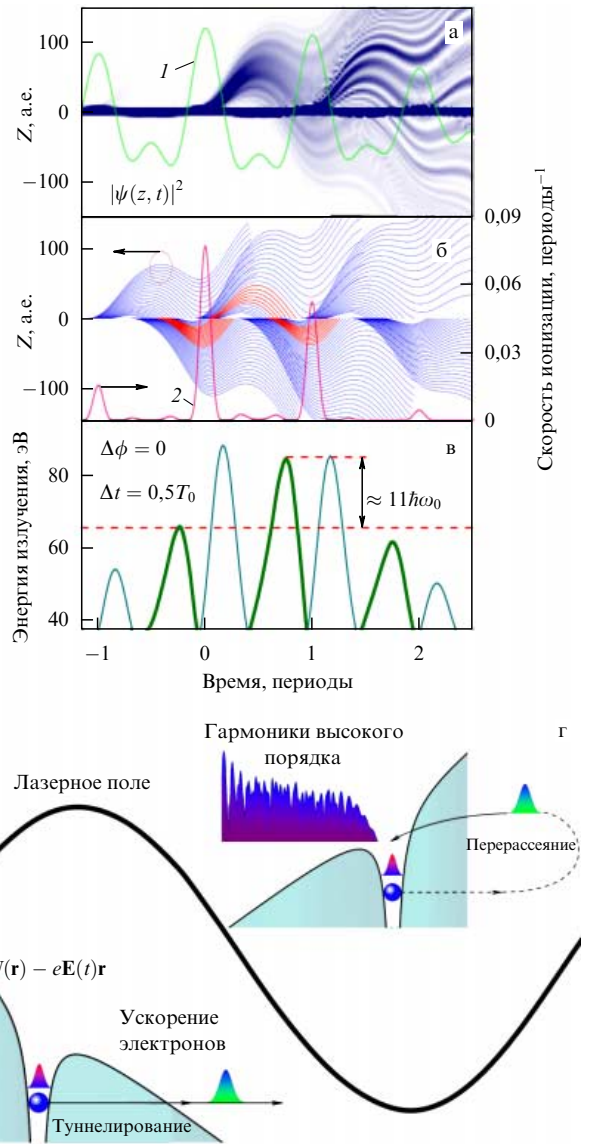 100
0
−100
Z, а.е.
1
а
|ψ(z, t)|²
100
0
−100
Z, а.е.
б
2
0,09
0,06
0,03
0
Скорость ионизации, периоды⁻¹
80
60
40
Энергия излучения, эВ
Δϕ = 0
Δt = 0,5T₀
в
≈ 11ℏω₀
−1 0 1 2
Время, периоды
г
Гармоники высокого
порядка
Лазерное поле
Перерассеяние
(r) − eE(t)r
Ускорение
электронов
Туннелирование